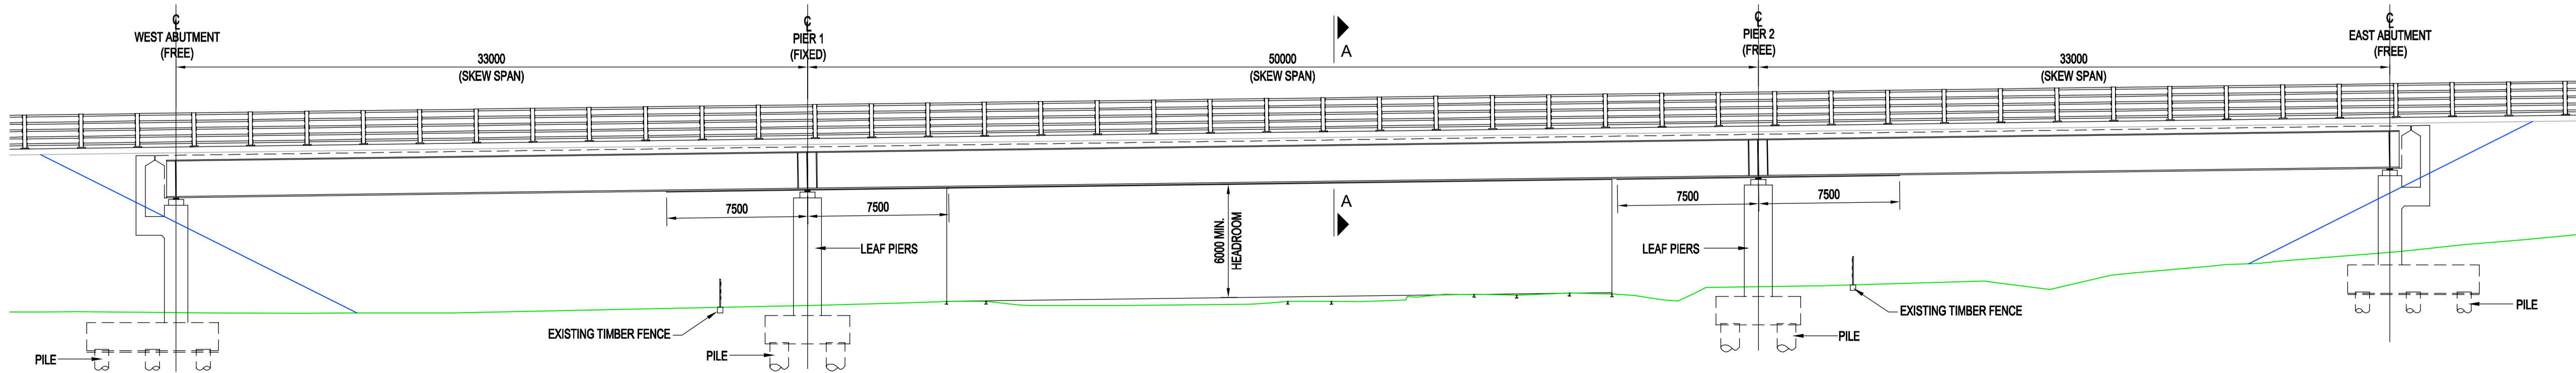 ℄
WEST ABUTMENT
(FREE)
℄
PIER 1
(FIXED)
A
℄
PIER 2
(FREE)
℄
EAST ABUTMENT
(FREE)
33000
(SKEW SPAN)
50000
(SKEW SPAN)
33000
(SKEW SPAN)
7500
7500
6000 MIN.
HEADROOM
A
7500
7500
LEAF PIERS
LEAF PIERS
EXISTING TIMBER FENCE
EXISTING TIMBER FENCE
PILE
PILE
PILE
PILE